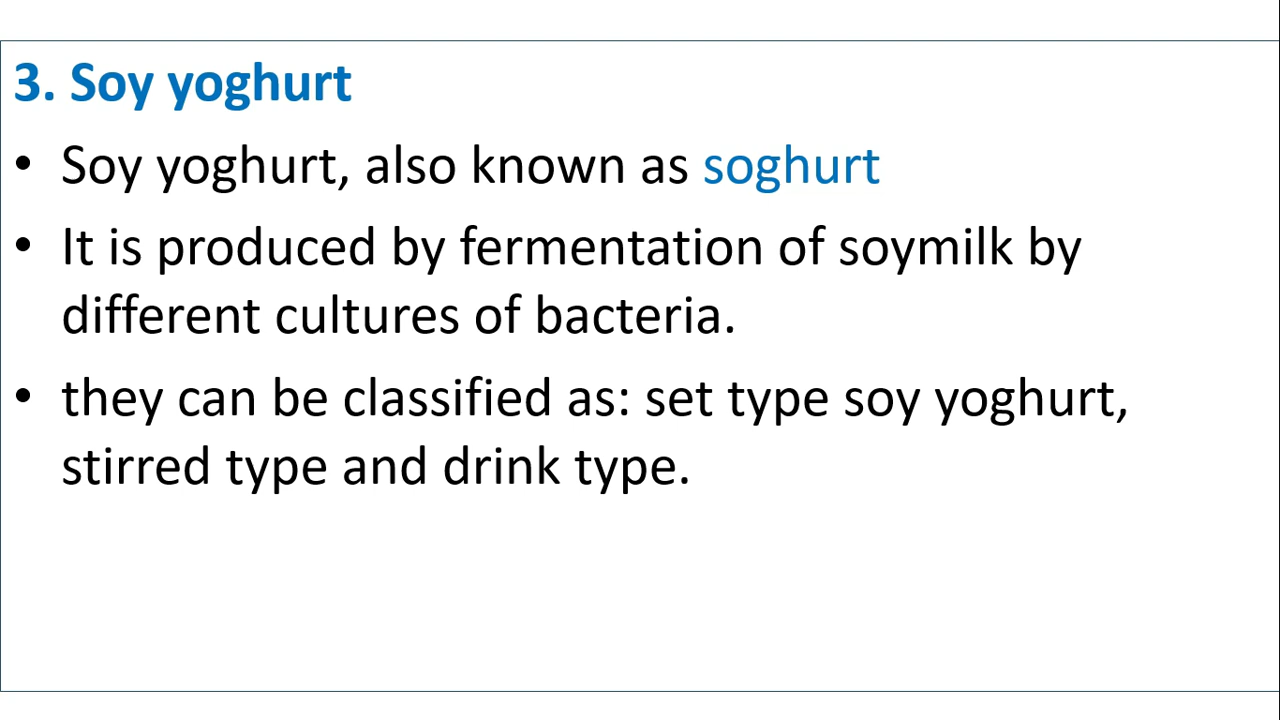 3. Soy yoghurt
• Soy yoghurt, also known as soghurt
• It is produced by fermentation of soymilk by
different cultures of bacteria.
• they can be classified as: set type soy yoghurt,
stirred type and drink type.